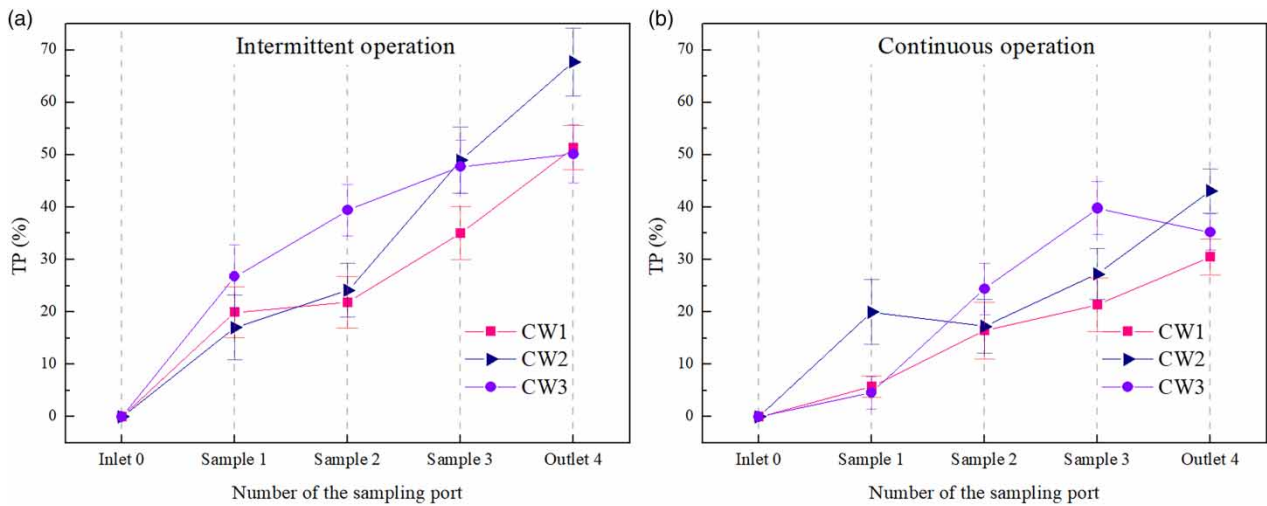 (a)
Intermittent operation
TP (%)
70
60
50
40
30
20
10
0
CW1
CW2
CW3
Inlet 0 Sample 1 Sample 2 Sample 3 Outlet 4
Number of the sampling port
(b)
Continuous operation
TP (%)
70
60
50
40
30
20
10
0
CW1
CW2
CW3
Inlet 0 Sample 1 Sample 2 Sample 3 Outlet 4
Number of the sampling port